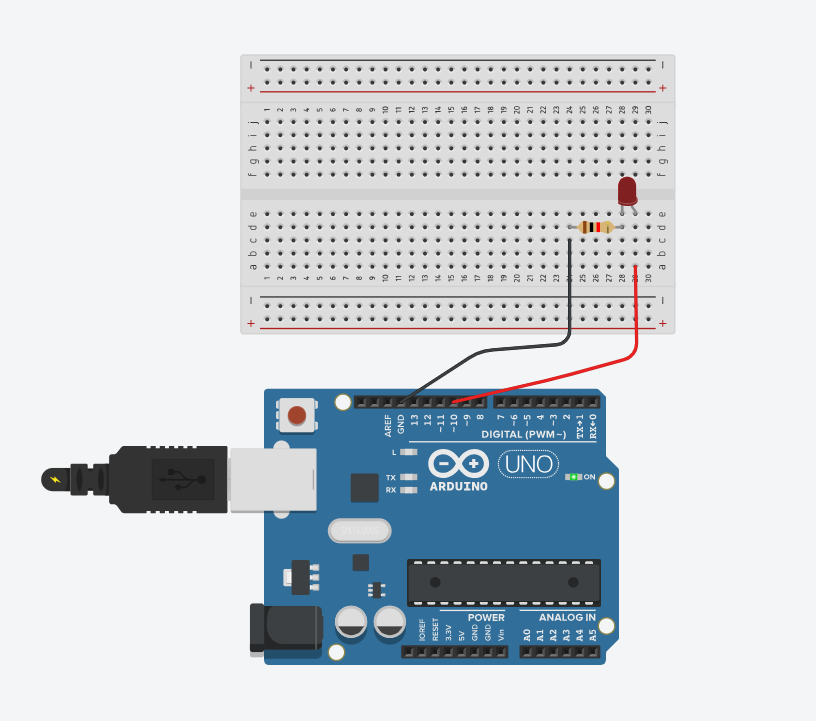 − −
+ +
1 2 3 4 5 6 7 8 9 10 11 12 13 14 15 16 17 18 19 20 21 22 23 24 25 26 27 28 29 30
j j
i i
h h
g g
f f
e e
d d
c c
b b
a a
1 2 3 4 5 6 7 8 9 10 11 12 13 14 15 16 17 18 19 20 21 22 23 25 26 27 28 29 30
− −
+ +
AREF GND 13 12 ~11 ~10 ~9 8 7 ~6 ~5 4 ~3 2 TX→1 RX←0
DIGITAL (PWM~)
L
TX
RX
UNO
ARDUINO
ON
POWER ANALOG IN
IOREF RESET 3.3V 5V GND GND Vin A0 A1 A2 A3 A4 A5